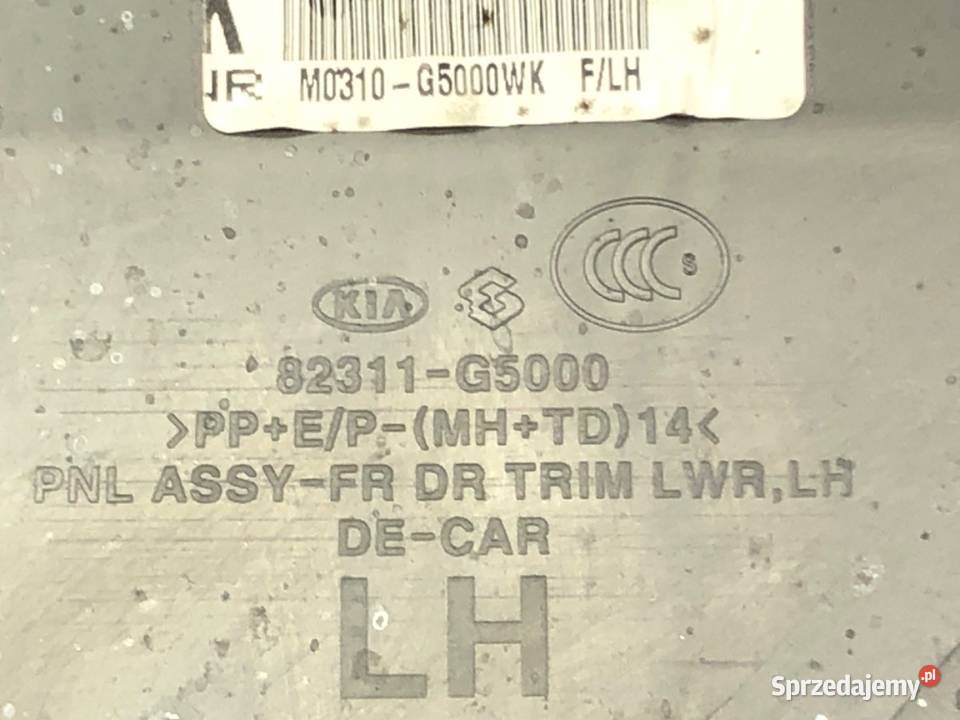 M0310-G5000WK F/LH
KIA
CCC S
82311-G5000
>PP+E/P-(MH+TD)14<
PNL ASSY-FR DR TRIM LWR,LH
DE-CAR
LH
Sprzedajemy.pl